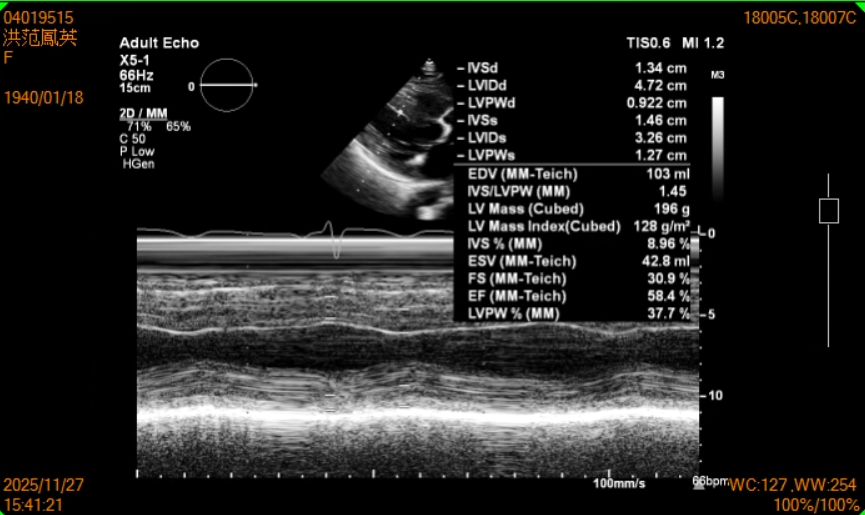 04019515
洪范鳳英
F
1940/01/18
18005C,18007C
Adult Echo
X5-1
66Hz
15cm
0
2D / MM
71% 65%
C 50
P Low
HGen
TIS0.6 MI 1.2
M3
IVSd 1.34 cm
LVIDd 4.72 cm
LVPWd 0.922 cm
IVSs 1.46 cm
LVIDs 3.26 cm
LVPWs 1.27 cm
EDV (MM-Teich) 103 ml
IVS/LVPW (MM) 1.45
LV Mass (Cubed) 196 g
LV Mass Index(Cubed) 128 g/m²
IVS % (MM) 8.96 %
ESV (MM-Teich) 42.8 ml
FS (MM-Teich) 30.9 %
EF (MM-Teich) 58.4 %
LVPW % (MM) 37.7 %
0
5
10
100mm/s
66bpm
2025/11/27
15:41:21
WC:127,WW:254
100%/100%